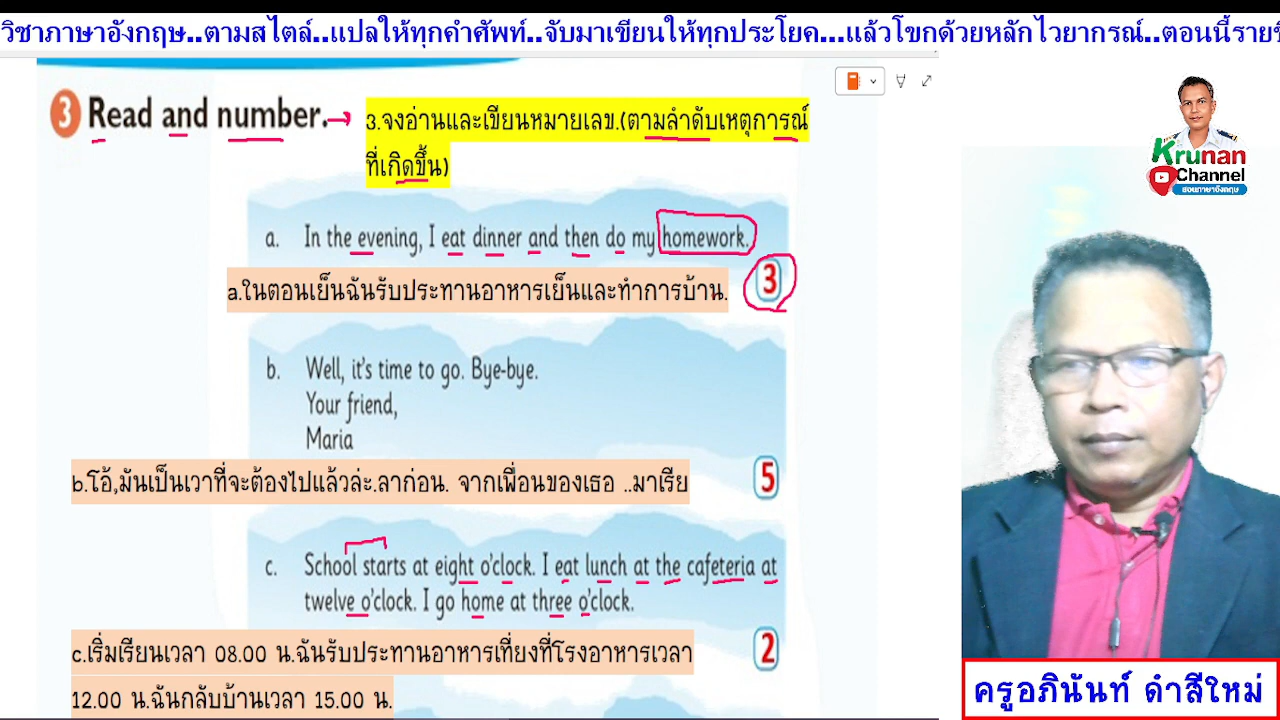 วิชาภาษาอังกฤษ..ตามสไตล์..แปลให้ทุกคำศัพท์..จับมาเขียนให้ทุกประโยค...แล้วโขกด้วยหลักไวยากรณ์..ตอนนี้
3 Read and number.
3.จงอ่านและเขียนหมายเลข.(ตามลำดับเหตุการณ์
ที่เกิดขึ้น)
Krunan
Channel
สอนภาษาอังกฤษ
a. In the evening, I eat dinner and then do my homework.
a.ในตอนเย็นฉันรับประทานอาหารเย็นและทำการบ้าน.
3
b. Well, it's time to go. Bye-bye.
Your friend,
Maria
b.โอ้,มันเป็นเวาที่จะต้องไปแล้วล่ะ.ลาก่อน. จากเพื่อนของเธอ ..มาเรีย
5
c. School starts at eight o'clock. I eat lunch at the cafeteria at
twelve o'clock. I go home at three o'clock.
c.เริ่มเรียนเวลา 08.00 น.ฉันรับประทานอาหารเที่ยงที่โรงอาหารเวลา
12.00 น.ฉันกลับบ้านเวลา 15.00 น.
2
ครูอภินันท์ ดำสีใหม่